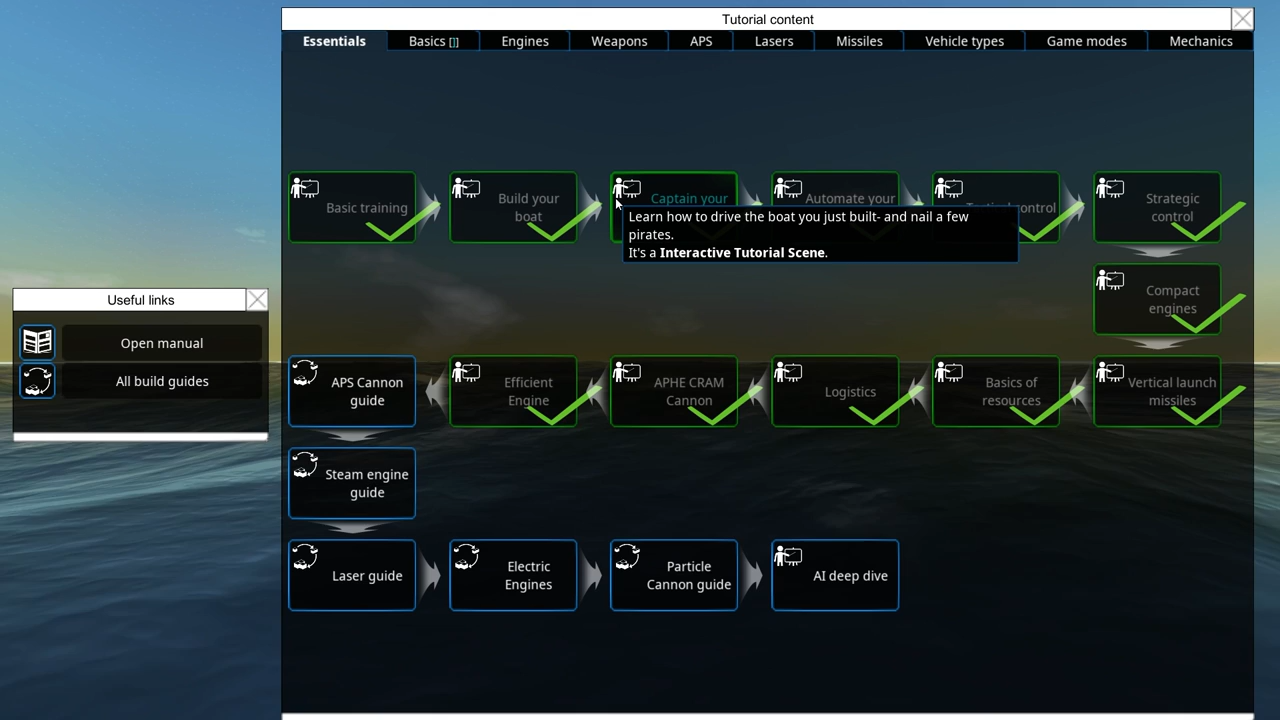 Tutorial content
Essentials
Basics []]
Engines
Weapons
APS
Lasers
Missiles
Vehicle types
Game modes
Mechanics
Basic training
Build your
boat
Captain your
Automate your
control
Strategic
control
Learn how to drive the boat you just built- and nail a few
pirates.
It's a Interactive Tutorial Scene.
Compact
engines
Useful links
Open manual
All build guides
APS Cannon
guide
Efficient
Engine
APHE CRAM
Cannon
Logistics
Basics of
resources
Vertical launch
missiles
Steam engine
guide
Laser guide
Electric
Engines
Particle
Cannon guide
AI deep dive